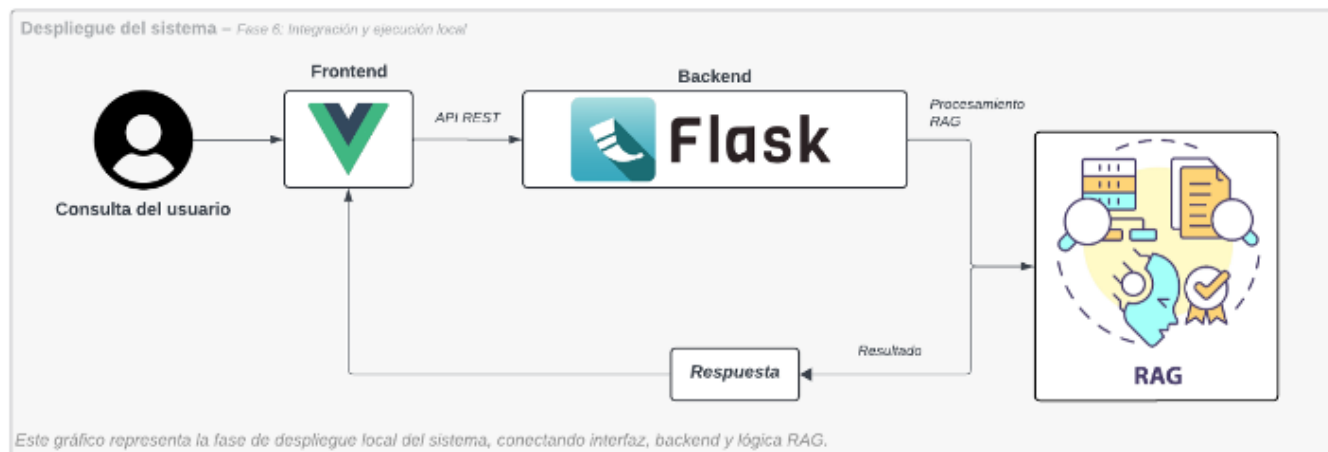 Despliegue del sistema – Fase 6: Integración y ejecución local
Frontend
Backend
API REST
Flask
Procesamiento
RAG
Consulta del usuario
Resultado
Respuesta
RAG
Este gráfico representa la fase de despliegue local del sistema, conectando interfaz, backend y lógica RAG.